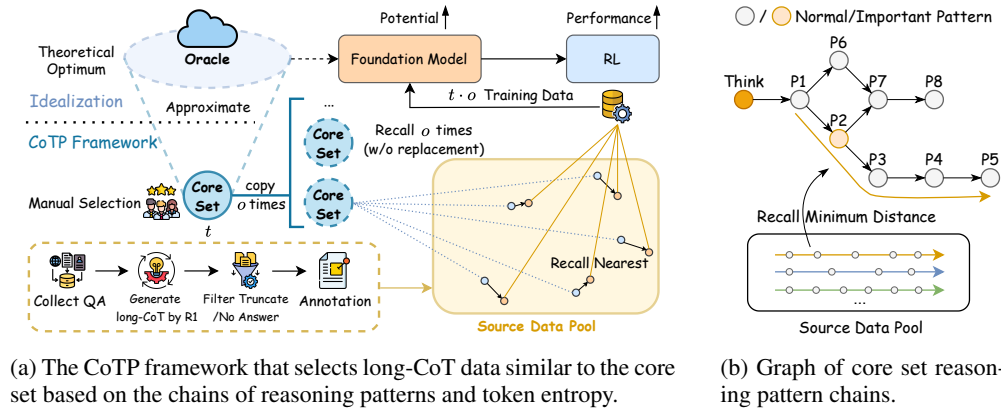 Potential
Performance
Theoretical
Optimum
Oracle
Foundation Model
RL
Idealization
Approximate
t · o Training Data
CoTP Framework
...
Core
Set
Recall o times
(w/o replacement)
Manual Selection
Core
Set
copy
o times
Core
Set
t
Recall Nearest
Collect QA
Generate
long-CoT by R1
Filter Truncate
/No Answer
Annotation
Source Data Pool
(a) The CoTP framework that selects long-CoT data similar to the core
set based on the chains of reasoning patterns and token entropy.
/ Normal/Important Pattern
Think
P1
P6
P7
P8
P2
P3
P4
P5
Recall Minimum Distance
...
Source Data Pool
(b) Graph of core set reason-
ing pattern chains.